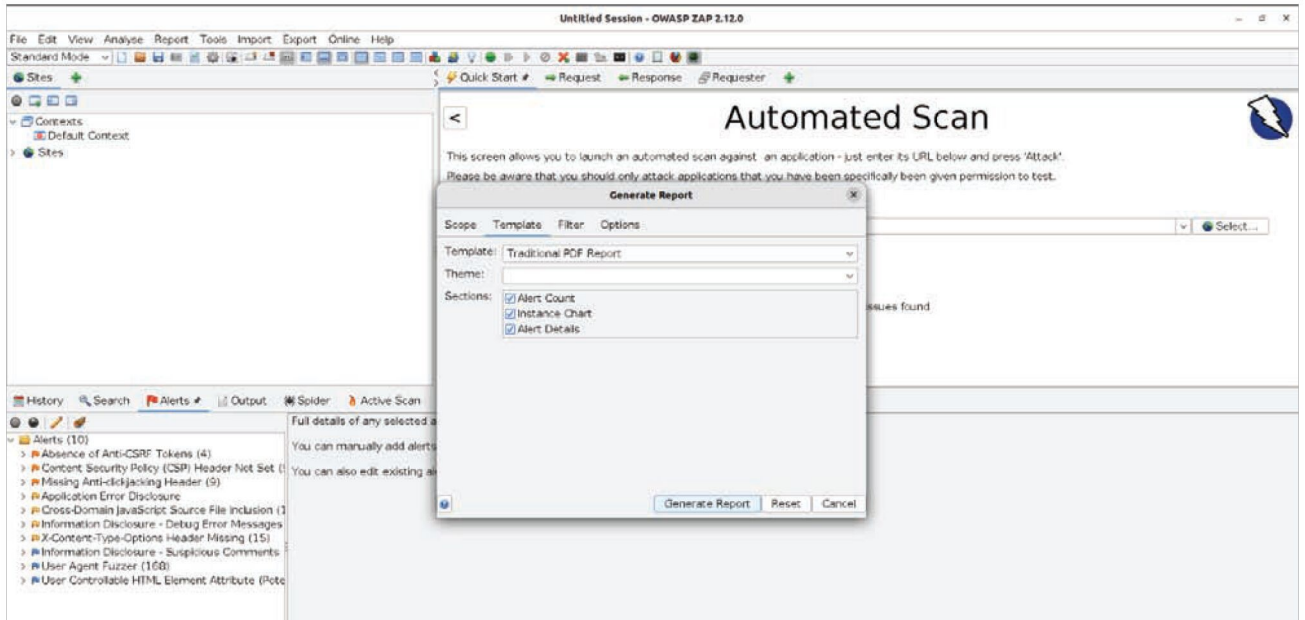 Untitled Session - OWASP ZAP 2.12.0
File Edit View Analyse Report Tools Import Export Online Help
Standard Mode
Sites
Quick Start Request Response Requester
Contexts
Default Context
Sites
<
Automated Scan
This screen allows you to launch an automated scan against an application - just enter its URL below and press 'Attack'.
Please be aware that you should only attack applications that you have been specifically been given permission to test.
Select...
issues found
Generate Report
Scope Template Filter Options
Template: Traditional PDF Report
Theme:
Sections: Alert Count
Instance Chart
Alert Details
Generate Report Reset Cancel
History Search Alerts Output Spider Active Scan
Full details of any selected a
You can manually add alerts
You can also edit existing al
Alerts (10)
Absence of Anti-CSRF Tokens (4)
Content Security Policy (CSP) Header Not Set (
Missing Anti-clickjacking Header (9)
Application Error Disclosure
Cross-Domain JavaScript Source File Inclusion (1
Information Disclosure - Debug Error Messages
X-Content-Type-Options Header Missing (15)
Information Disclosure - Suspicious Comments
User Agent Fuzzer (168)
User Controllable HTML Element Attribute (Pote